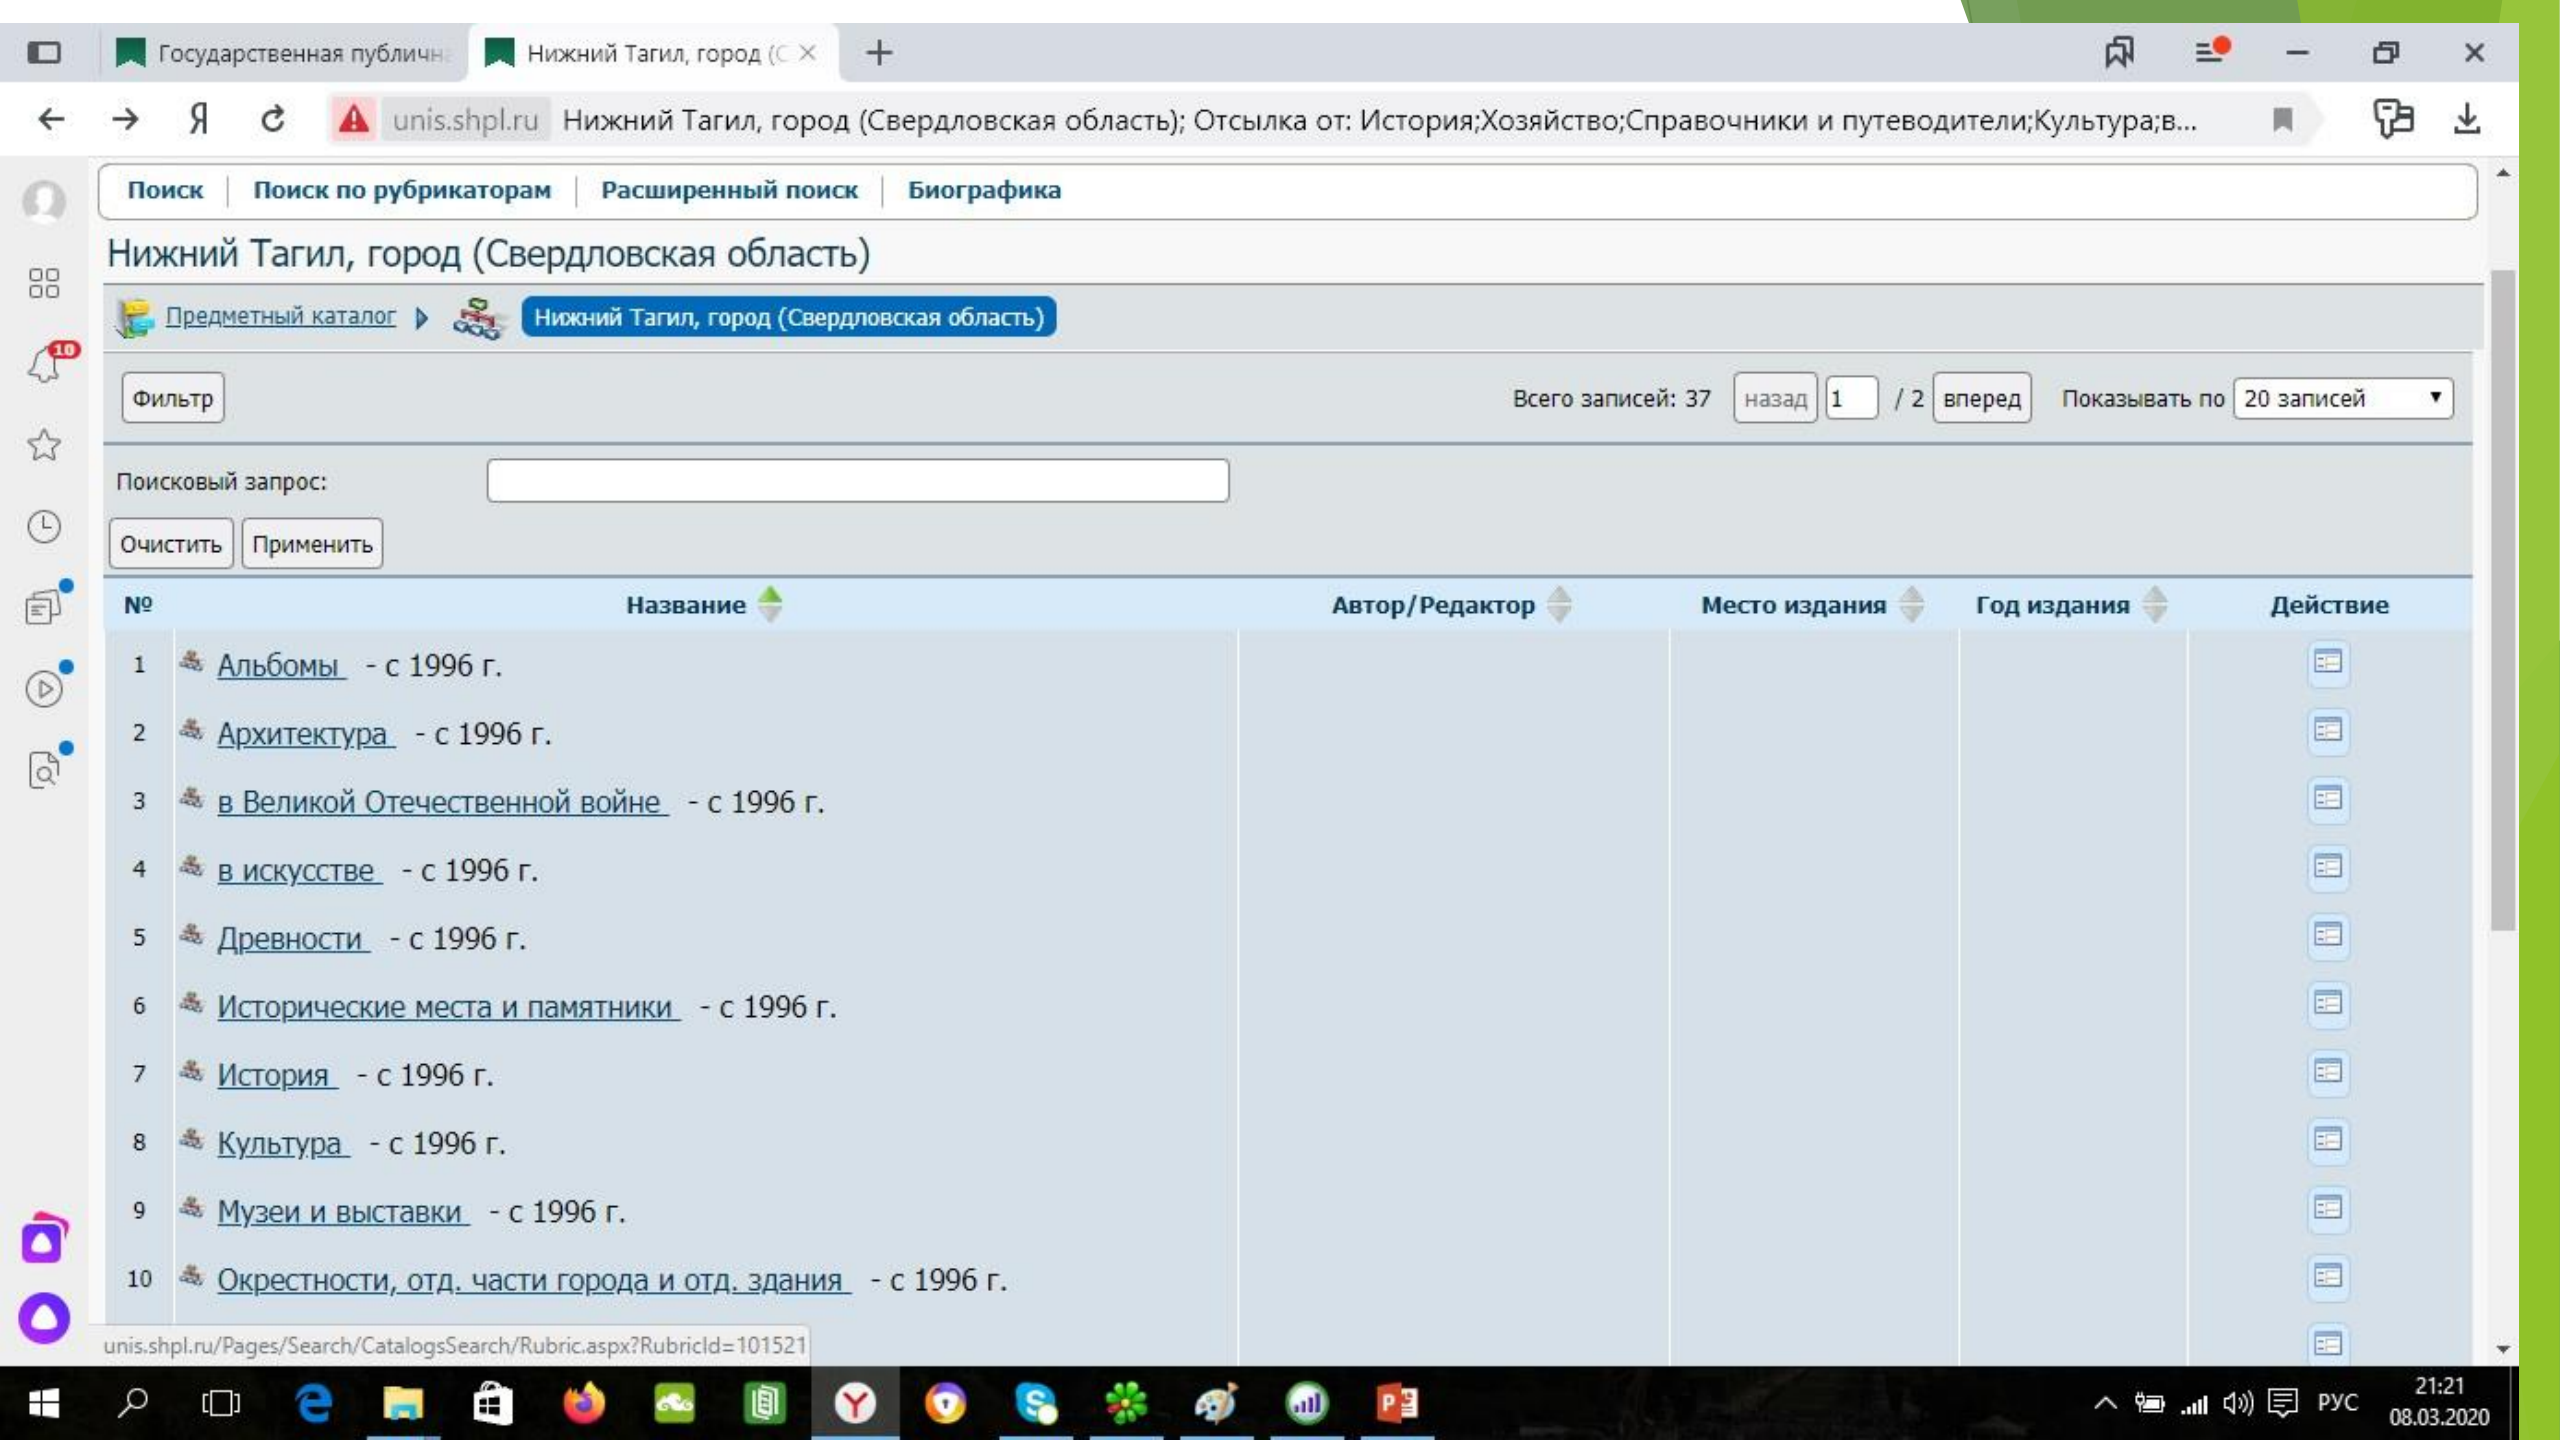 Государственная публичн
Нижний Тагил, город (С
Я
unis.shpl.ru Нижний Тагил, город (Свердловская область); Отсылка от: История;Хозяйство;Справочники и путеводители;Культура;в...
Поиск Поиск по рубрикаторам Расширенный поиск Биографика
Нижний Тагил, город (Свердловская область)
Предметный каталог Нижний Тагил, город (Свердловская область)
10
Фильтр Всего записей: 37 назад 1 / 2 вперед Показывать по 20 записей
Поисковый запрос:
Очистить Применить
№ Название Автор/Редактор Место издания Год издания Действие
1 Альбомы - с 1996 г.
2 Архитектура - с 1996 г.
3 в Великой Отечественной войне - с 1996 г.
4 в искусстве - с 1996 г.
5 Древности - с 1996 г.
6 Исторические места и памятники - с 1996 г.
7 История - с 1996 г.
8 Культура - с 1996 г.
9 Музеи и выставки - с 1996 г.
10 Окрестности, отд. части города и отд. здания - с 1996 г.
unis.shpl.ru/Pages/Search/CatalogsSearch/Rubric.aspx?RubricId=101521
РУС
21:21
08.03.2020